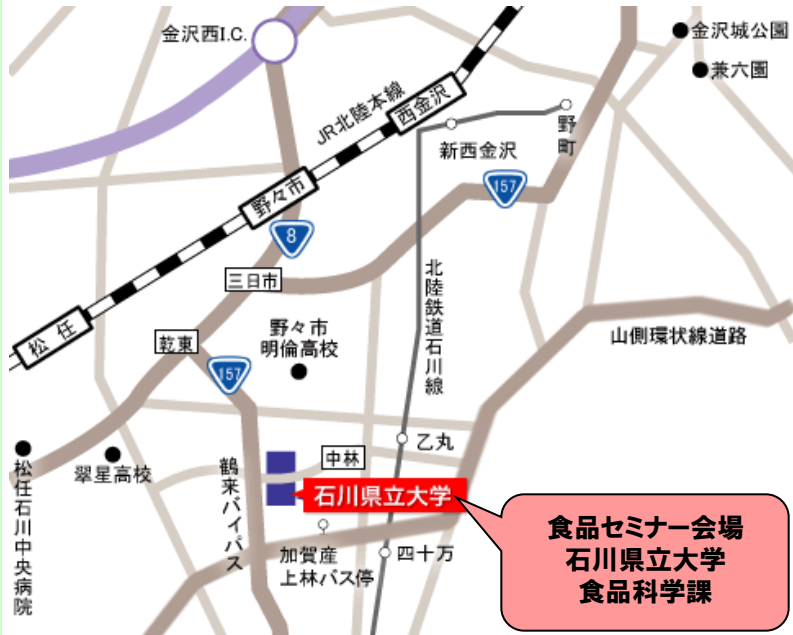 金沢西I.C.
金沢城公園
兼六園
JR北陸本線
西金沢
新西金沢
野町
野々市
157
8
三日市
北陸鉄道石川線
松任
乾東
野々市
明倫高校
山側環状線道路
157
乙丸
中林
翠星高校
松任石川中央病院
鶴来バイパス
石川県立大学
加賀産
上林バス停
四十万
食品セミナー会場
石川県立大学
食品科学課